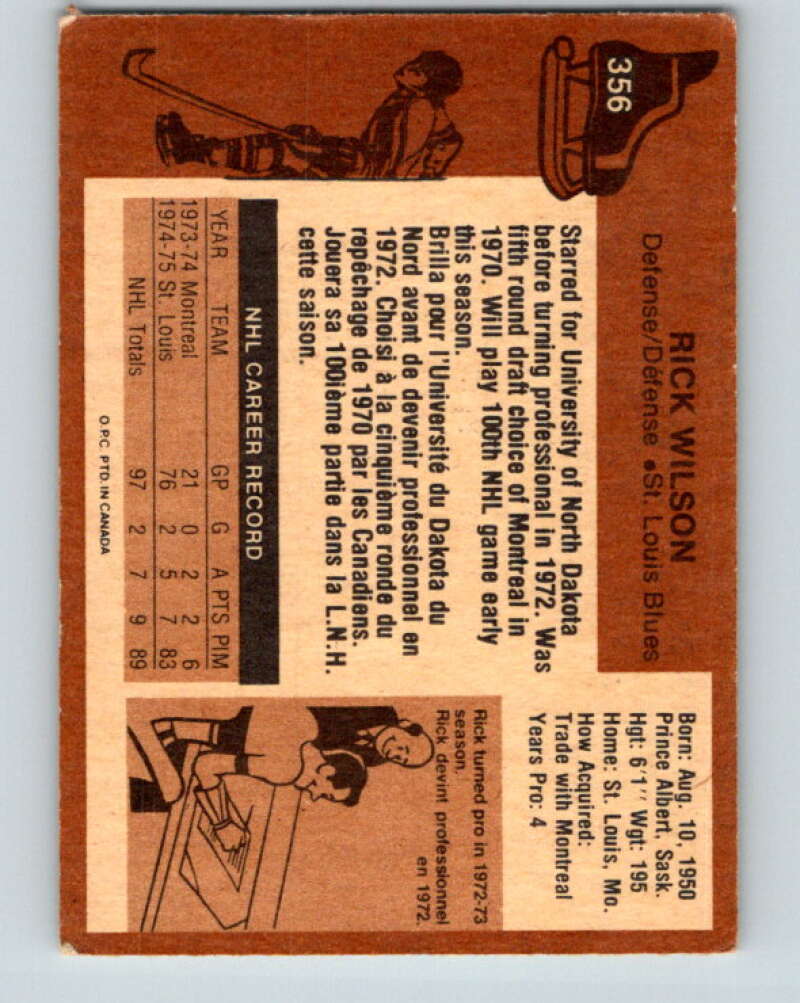 356
RICK WILSON
Defense/Défense • St. Louis Blues
Born: Aug. 10, 1950
Prince Albert, Sask.
Hgt: 6'1'' Wgt: 195
Home: St. Louis, Mo.
How Acquired:
Trade with Montreal
Years Pro: 4
Starred for University of North Dakota
before turning professional in 1972. Was
fifth round draft choice of Montreal in
1970. Will play 100th NHL game early
this season.
Brilla pour l'Université du Dakota du
Nord avant de devenir professionnel en
1972. Choisi à la cinquième ronde du
repêchage de 1970 par les Canadiens.
Jouera sa 100ième partie dans la L.N.H.
cette saison.
NHL CAREER RECORD
YEAR TEAM GP G A PTS PIM
1973-74 Montreal 21 0 2 2 6
1974-75 St. Louis 76 2 5 7 83
NHL Totals 97 2 7 9 89
Rick turned pro in 1972-73
season.
Rick devint professionnel
en 1972.
O.P.C. PTD. IN CANADA